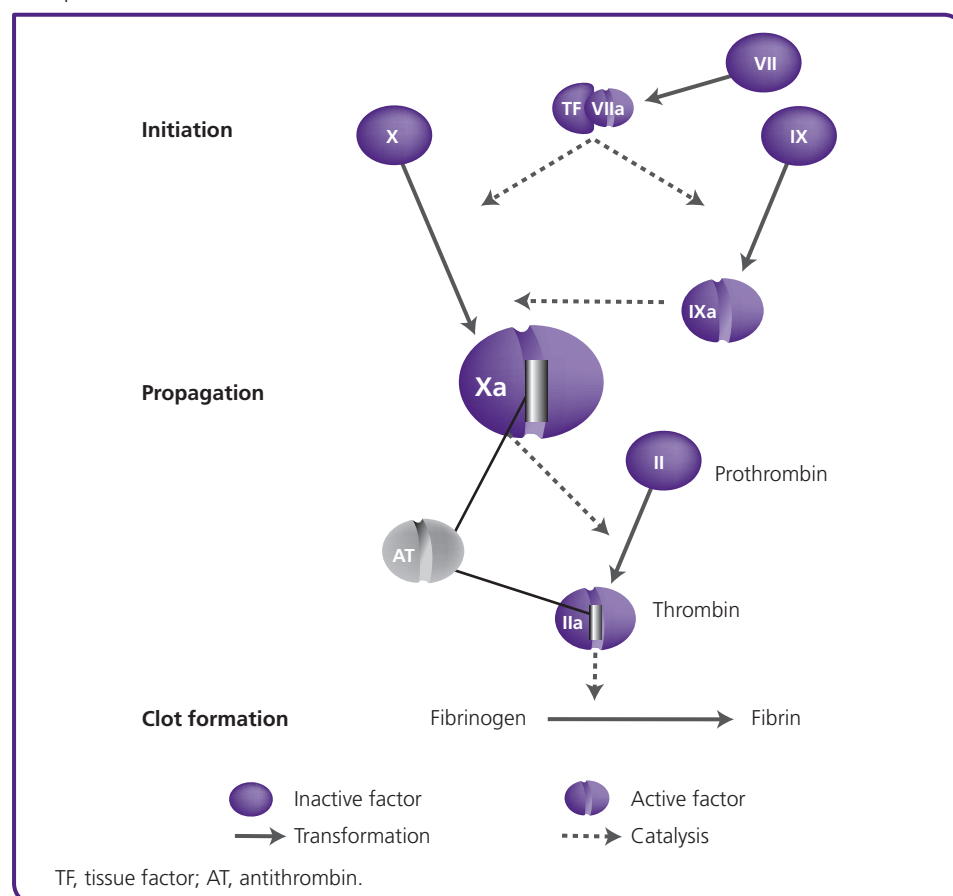 VII
TF VIIa
Initiation
X
IX
IXa
Xa
Propagation
II
Prothrombin
AT
IIa
Thrombin
Clot formation
Fibrinogen
Fibrin
Inactive factor
Active factor
Transformation
Catalysis
TF, tissue factor; AT, antithrombin.